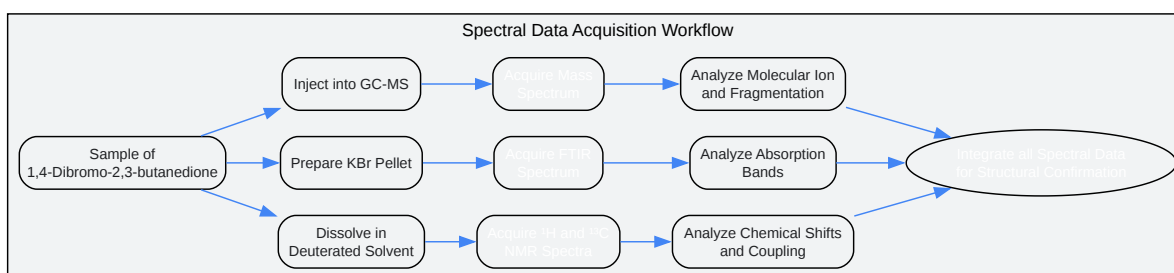 Spectral Data Acquisition Workflow
Inject into GC-MS
Acquire Mass
Spectrum
Analyze Molecular Ion
and Fragmentation
Sample of
1,4-Dibromo-2,3-butanedione
Prepare KBr Pellet
Acquire FTIR
Spectrum
Analyze Absorption
Bands
Integrate all Spectral Data
for Structural Confirmation
Dissolve in
Deuterated Solvent
Acquire ¹H and ¹³C
NMR Spectra
Analyze Chemical Shifts
and Coupling